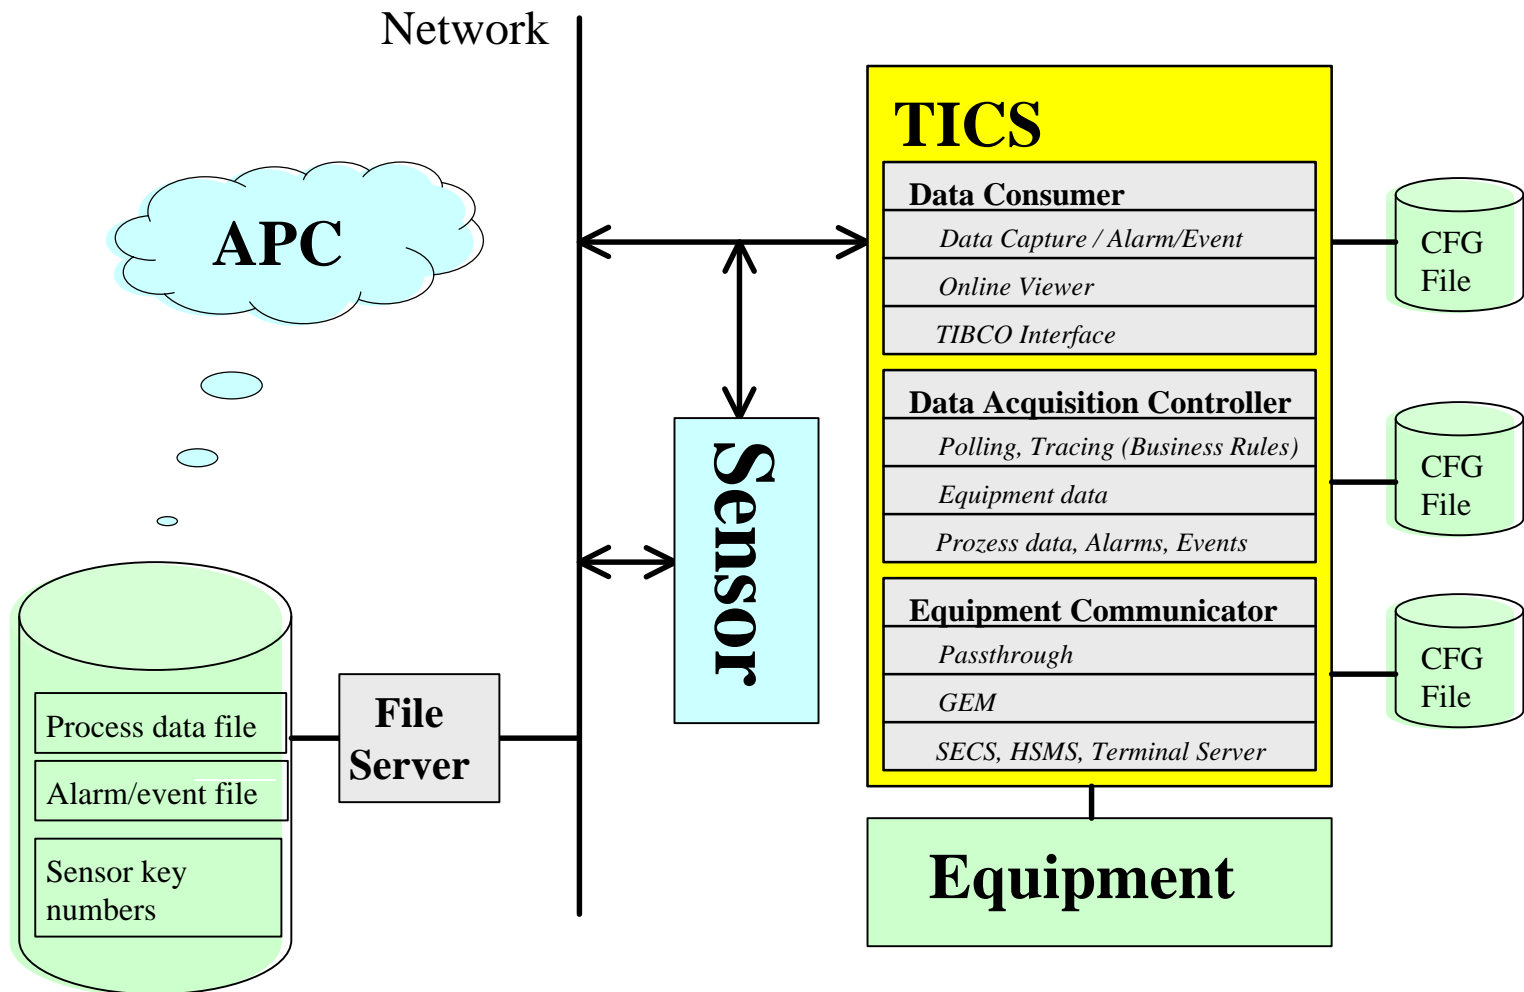 Network
APC
Process data file
Alarm/event file
Sensor key
numbers
File
Server
Sensor
TICS
Data Consumer
Data Capture / Alarm/Event
Online Viewer
TIBCO Interface
Data Acquisition Controller
Polling, Tracing (Business Rules)
Equipment data
Prozess data, Alarms, Events
Equipment Communicator
Passthrough
GEM
SECS, HSMS, Terminal Server
Equipment
CFG
File
CFG
File
CFG
File